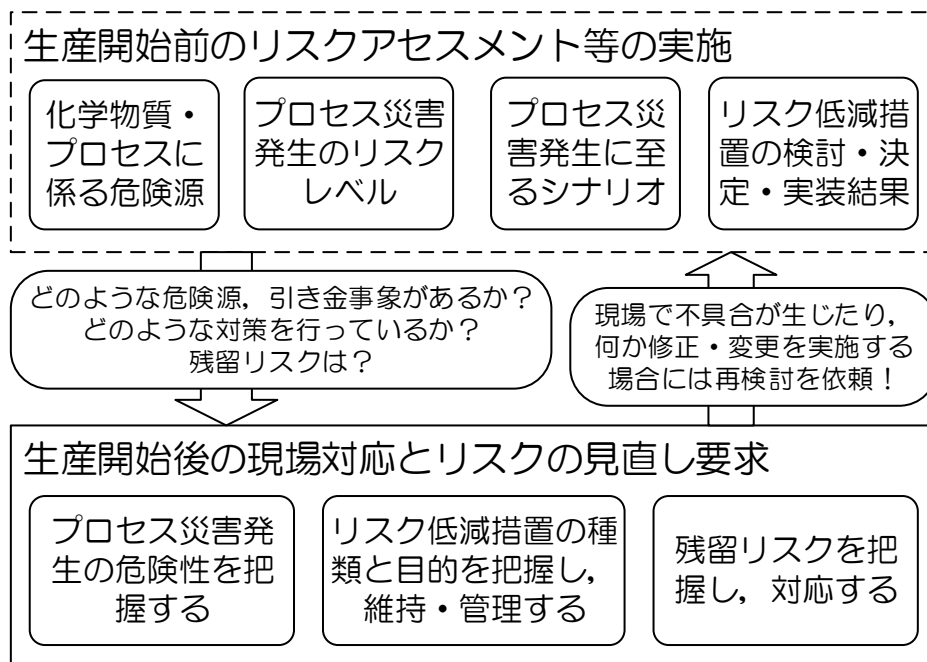 生産開始前のリスクアセスメント等の実施
化学物質・
プロセスに
係る危険源
プロセス災害
発生のリスク
レベル
プロセス災
害発生に至
るシナリオ
リスク低減措
置の検討・決
定・実装結果
どのような危険源，引き金事象があるか？
どのような対策を行っているか？
残留リスクは？
現場で不具合が生じたり，
何か修正・変更を実施する
場合には再検討を依頼！
生産開始後の現場対応とリスクの見直し要求
プロセス災害発
生の危険性を把
握する
リスク低減措置の種
類と目的を把握し，
維持・管理する
残留リスクを把
握し，対応する